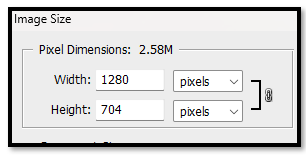 Image Size
Pixel Dimensions: 2.58M
Width: 1280 pixels
Height: 704 pixels